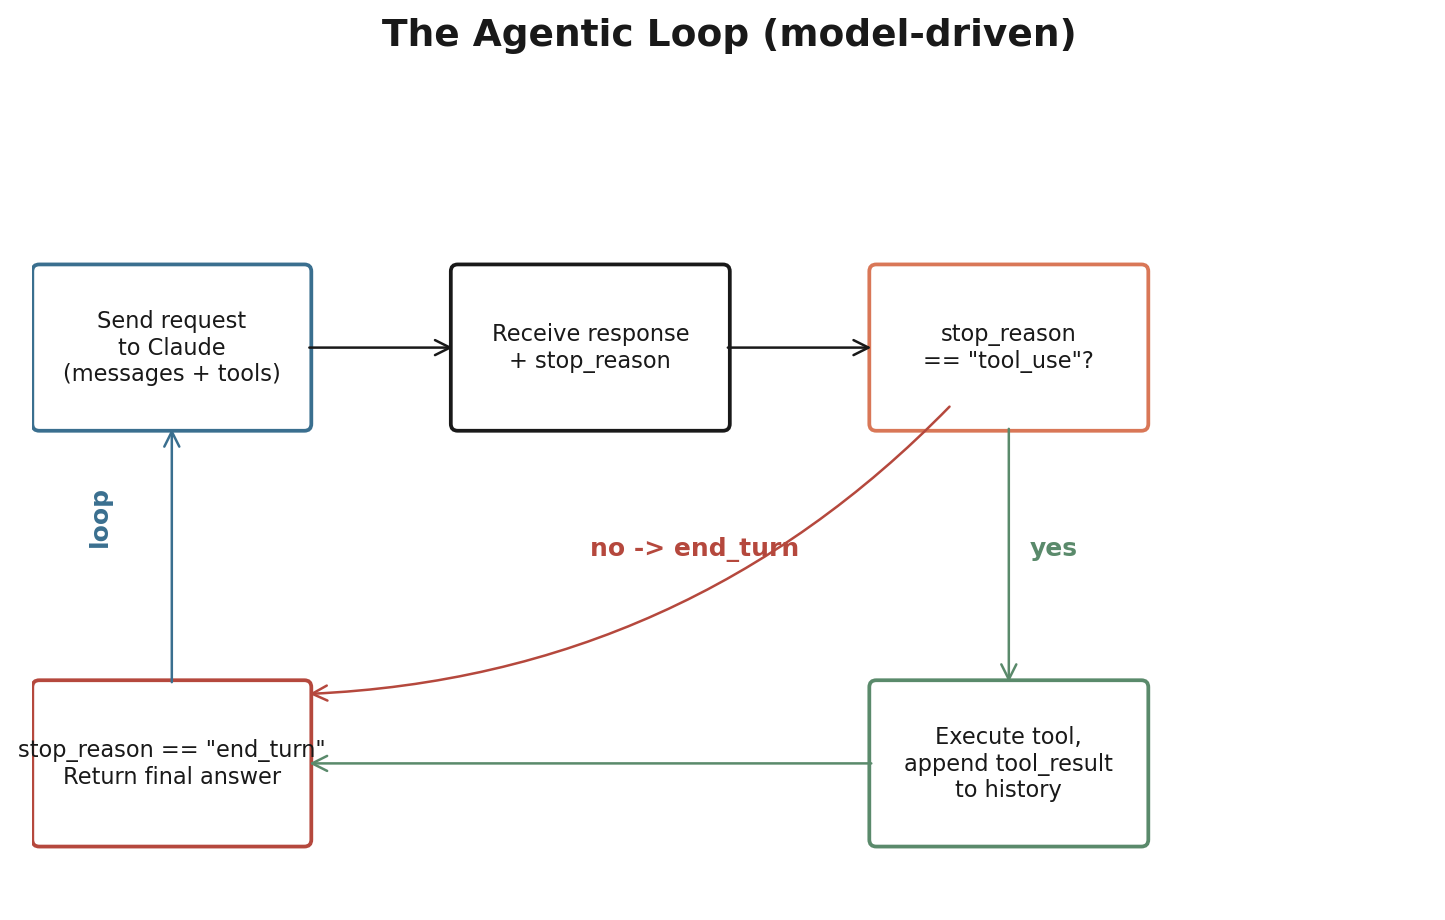 The Agentic Loop (model-driven)
Send request
to Claude
(messages + tools)
Receive response
+ stop_reason
stop_reason
== "tool_use"?
loop
no -> end_turn
yes
stop_reason == "end_turn"
Return final answer
Execute tool,
append tool_result
to history